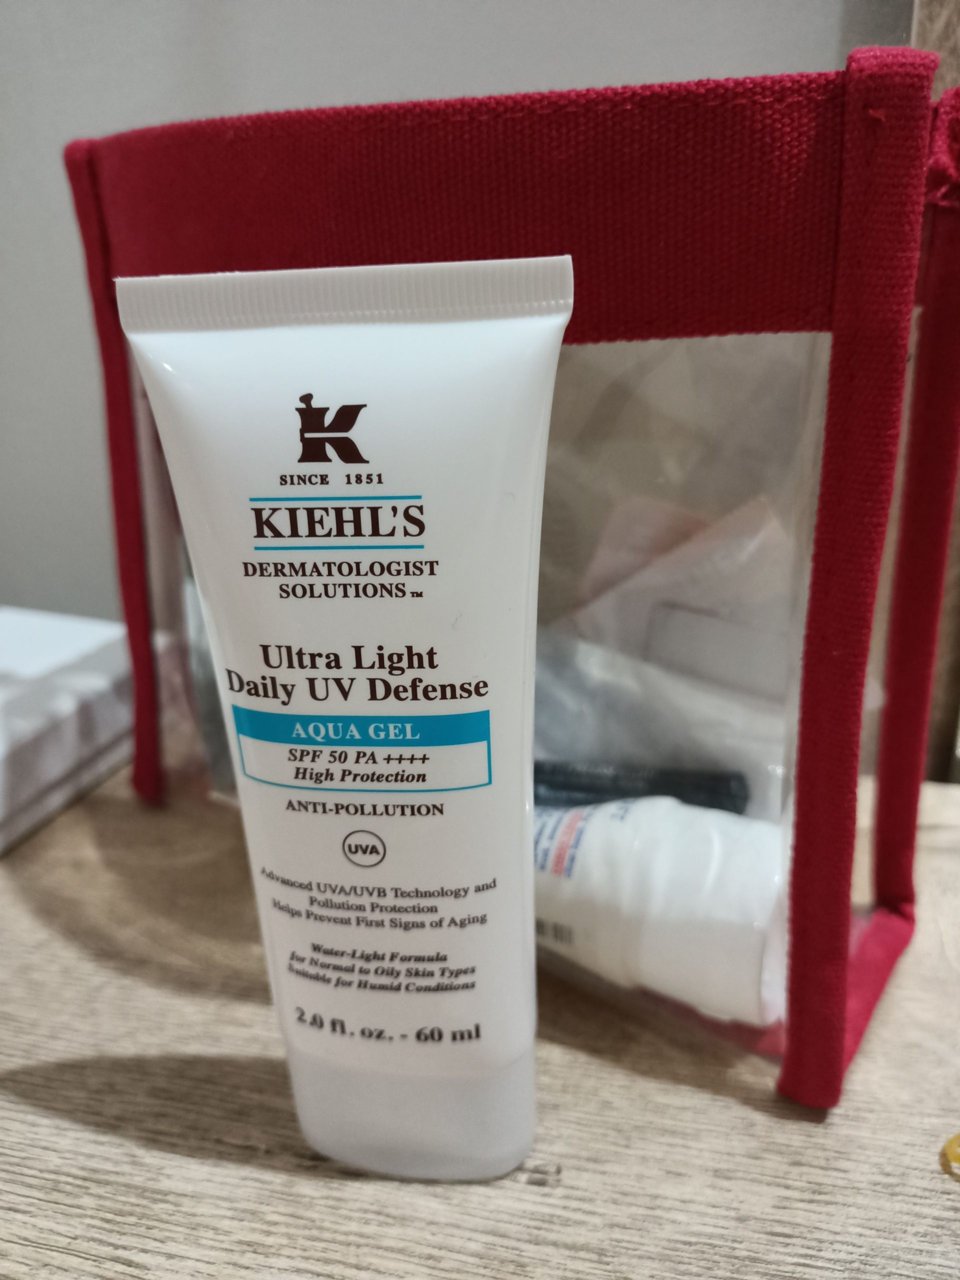 K
SINCE 1851
KIEHL'S
DERMATOLOGIST
SOLUTIONS™
Ultra Light
Daily UV Defense
AQUA GEL
SPF 50 PA ++++
High Protection
ANTI-POLLUTION
UVA
Advanced UVA/UVB Technology and
Pollution Protection
Helps Prevent First Signs of Aging
Water-Light Formula
for Normal to Oily Skin Types
Suitable for Humid Conditions
2.0 fl. oz. - 60 ml